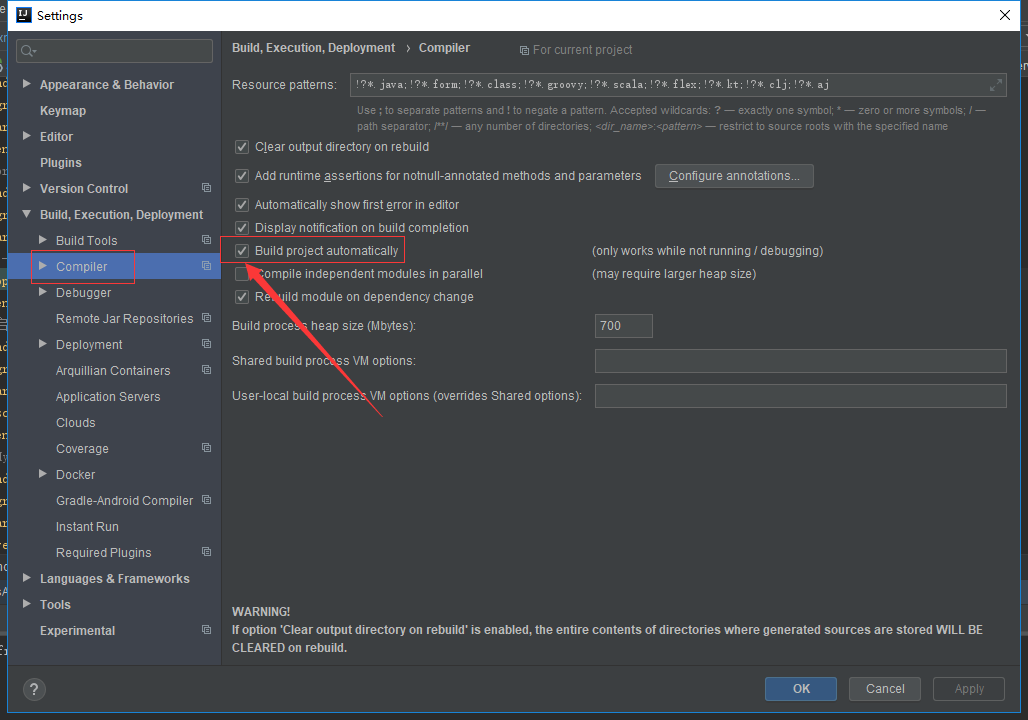 IJ Settings
Build, Execution, Deployment › Compiler For current project
Appearance & Behavior
Keymap
Editor
Plugins
Version Control
Build, Execution, Deployment
Build Tools
Compiler
Debugger
Remote Jar Repositories
Deployment
Arquillian Containers
Application Servers
Clouds
Coverage
Docker
Gradle-Android Compiler
Instant Run
Required Plugins
Languages & Frameworks
Tools
Experimental
Resource patterns: !?*.java;!?*.form;!?*.class;!?*.groovy;!?*.scala;!?*.flex;!?*.kt;!?*.clj;!?*.aj
Use ; to separate patterns and ! to negate a pattern. Accepted wildcards: ? — exactly one symbol; * — zero or more symbols; / —
path separator; /**/ — any number of directories; <dir_name>:<pattern> — restrict to source roots with the specified name
Clear output directory on rebuild
Add runtime assertions for notnull-annotated methods and parameters Configure annotations...
Automatically show first error in editor
Display notification on build completion
Build project automatically (only works while not running / debugging)
Compile independent modules in parallel (may require larger heap size)
Rebuild module on dependency change
Build process heap size (Mbytes): 700
Shared build process VM options:
User-local build process VM options (overrides Shared options):
WARNING!
If option 'Clear output directory on rebuild' is enabled, the entire contents of directories where generated sources are stored WILL BE
CLEARED on rebuild.
? OK Cancel Apply